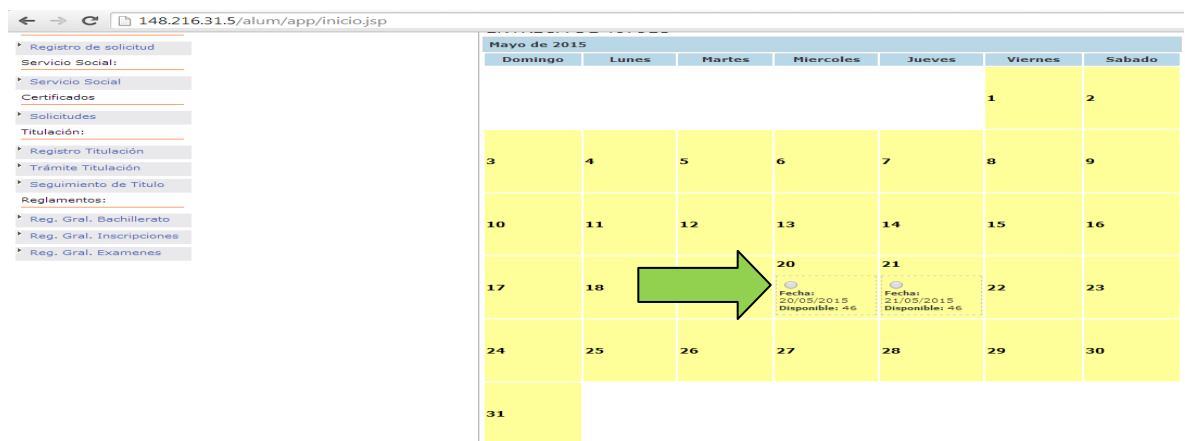 148.216.31.5/alum/app/inicio.jsp
Registro de solicitud
Servicio Social:
Servicio Social
Certificados
Solicitudes
Titulación:
Registro Titulación
Trámite Titulación
Seguimiento de Titulo
Reglamentos:
Reg. Gral. Bachillerato
Reg. Gral. Inscripciones
Reg. Gral. Examenes
Mayo de 2015
Domingo Lunes Martes Miercoles Jueves Viernes Sabado
1 2
3 4 5 6 7 8 9
10 11 12 13 14 15 16
17 18 20 21 22 23
Fecha: Fecha:
20/05/2015 21/05/2015
Disponible: 46 Disponible: 46
24 25 26 27 28 29 30
31